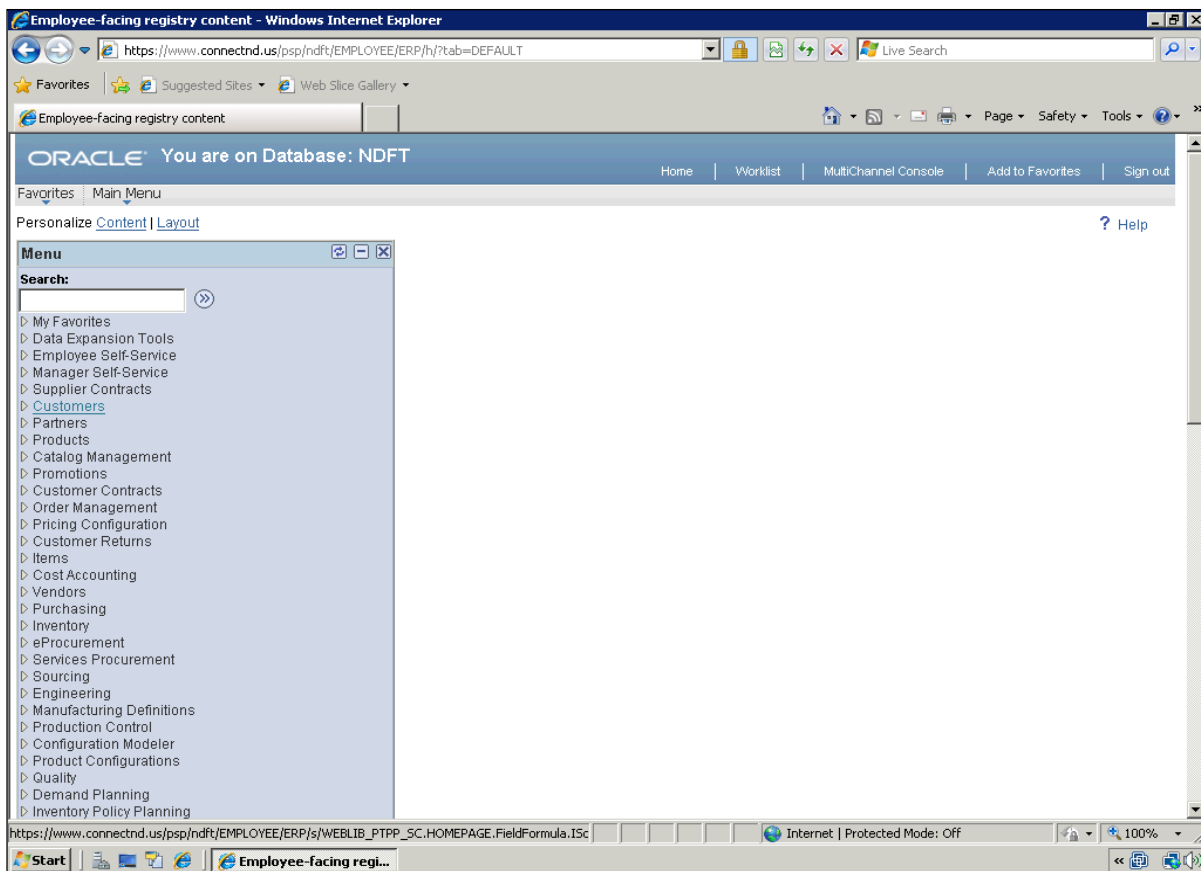 Employee-facing registry content - Windows Internet Explorer
https://www.connectnd.us/psp/ndft/EMPLOYEE/ERP/h/?tab=DEFAULT
Live Search
Favorites Suggested Sites Web Slice Gallery
Employee-facing registry content
Page Safety Tools
ORACLE You are on Database: NDFT
Home | Worklist | MultiChannel Console | Add to Favorites | Sign out
Favorites Main Menu
Personalize Content | Layout
? Help
Menu
Search:
My Favorites
Data Expansion Tools
Employee Self-Service
Manager Self-Service
Supplier Contracts
Customers
Partners
Products
Catalog Management
Promotions
Customer Contracts
Order Management
Pricing Configuration
Customer Returns
Items
Cost Accounting
Vendors
Purchasing
Inventory
eProcurement
Services Procurement
Sourcing
Engineering
Manufacturing Definitions
Production Control
Configuration Modeler
Product Configurations
Quality
Demand Planning
Inventory Policy Planning
https://www.connectnd.us/psp/ndft/EMPLOYEE/ERP/s/WEBLIB_PTPP_SC.HOMEPAGE.FieldFormula.ISc
Internet | Protected Mode: Off
100%
Start
Employee-facing regi...